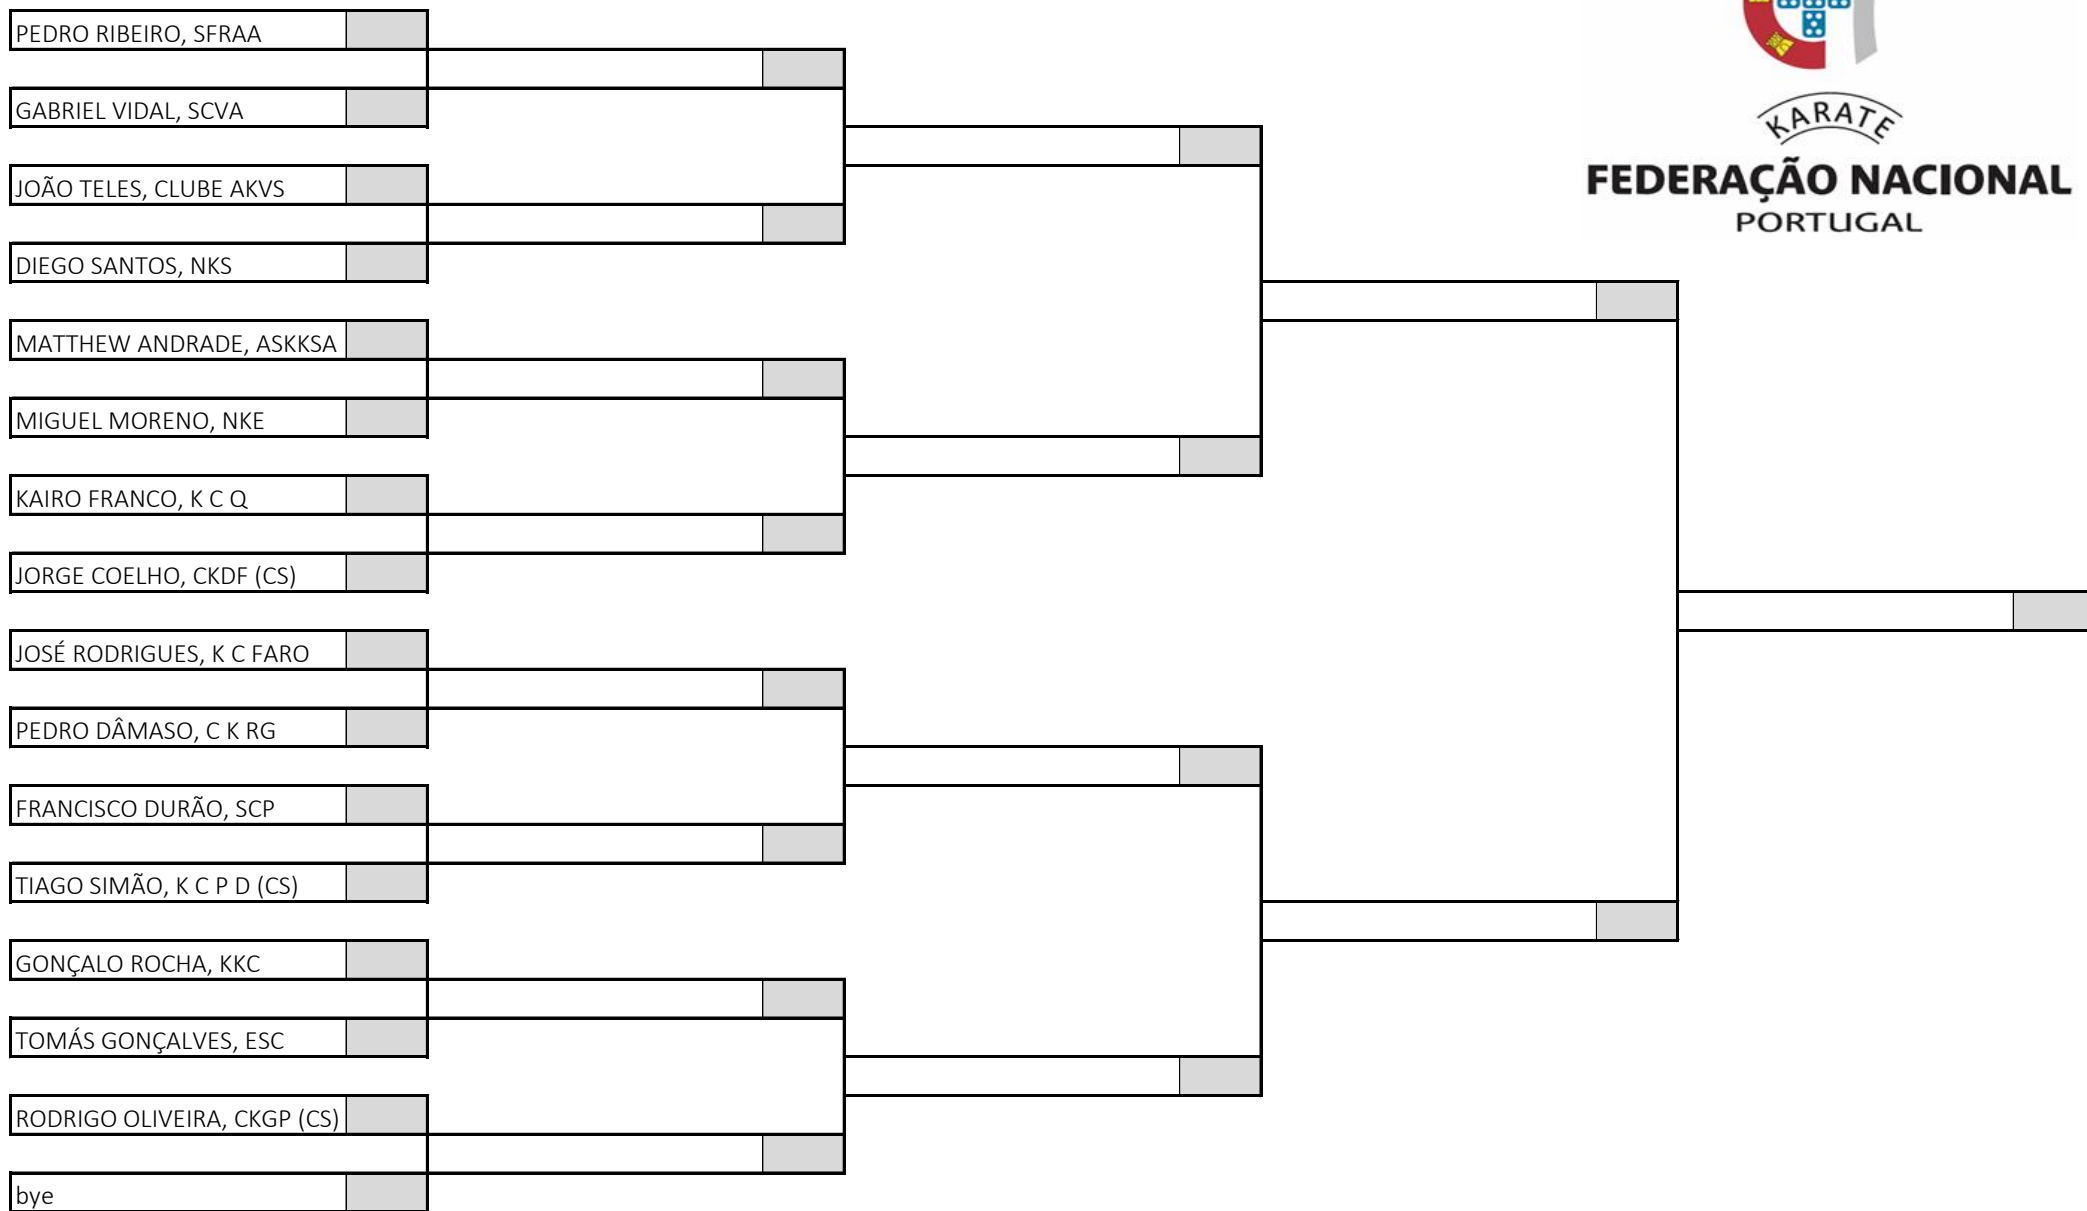 PEDRO RIBEIRO, SFRAA
GABRIEL VIDAL, SCVA
JOÃO TELES, CLUBE AKVS
DIEGO SANTOS, NKS
MATTHEW ANDRADE, ASKKSA
MIGUEL MORENO, NKE
KAIRO FRANCO, K C Q
JORGE COELHO, CKDF (CS)
JOSÉ RODRIGUES, K C FARO
PEDRO DÂMASO, C K RG
FRANCISCO DURÃO, SCP
TIAGO SIMÃO, K C P D (CS)
GONÇALO ROCHA, KKC
TOMÁS GONÇALVES, ESC
RODRIGO OLIVEIRA, CKGP (CS)
bye
KARATE
FEDERAÇÃO NACIONAL
PORTUGAL